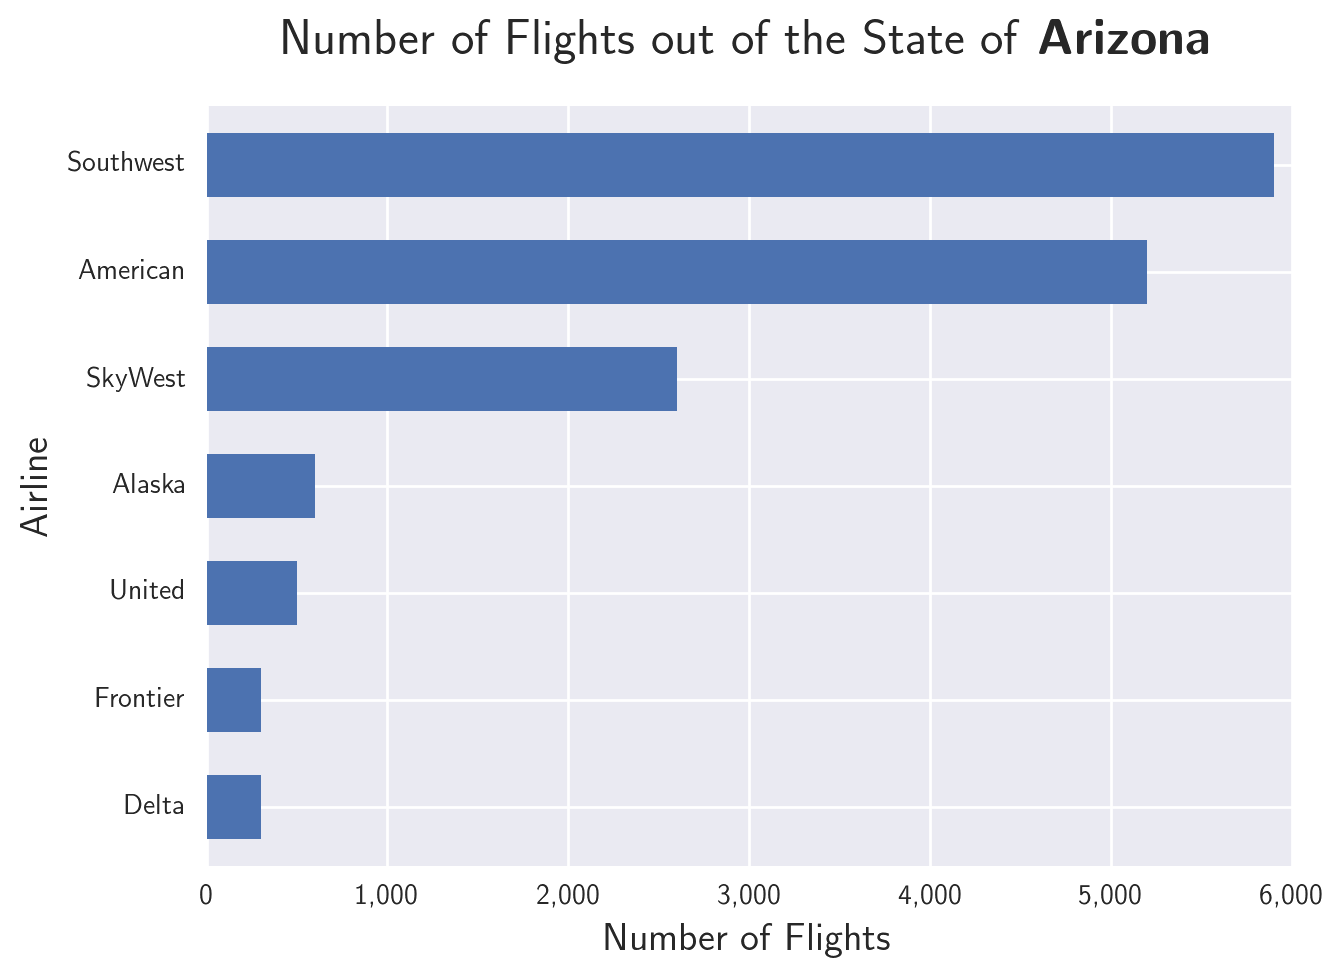 Number of Flights out of the State of Arizona
Southwest
American
SkyWest
Alaska
United
Frontier
Delta
Airline
0 1,000 2,000 3,000 4,000 5,000 6,000
Number of Flights